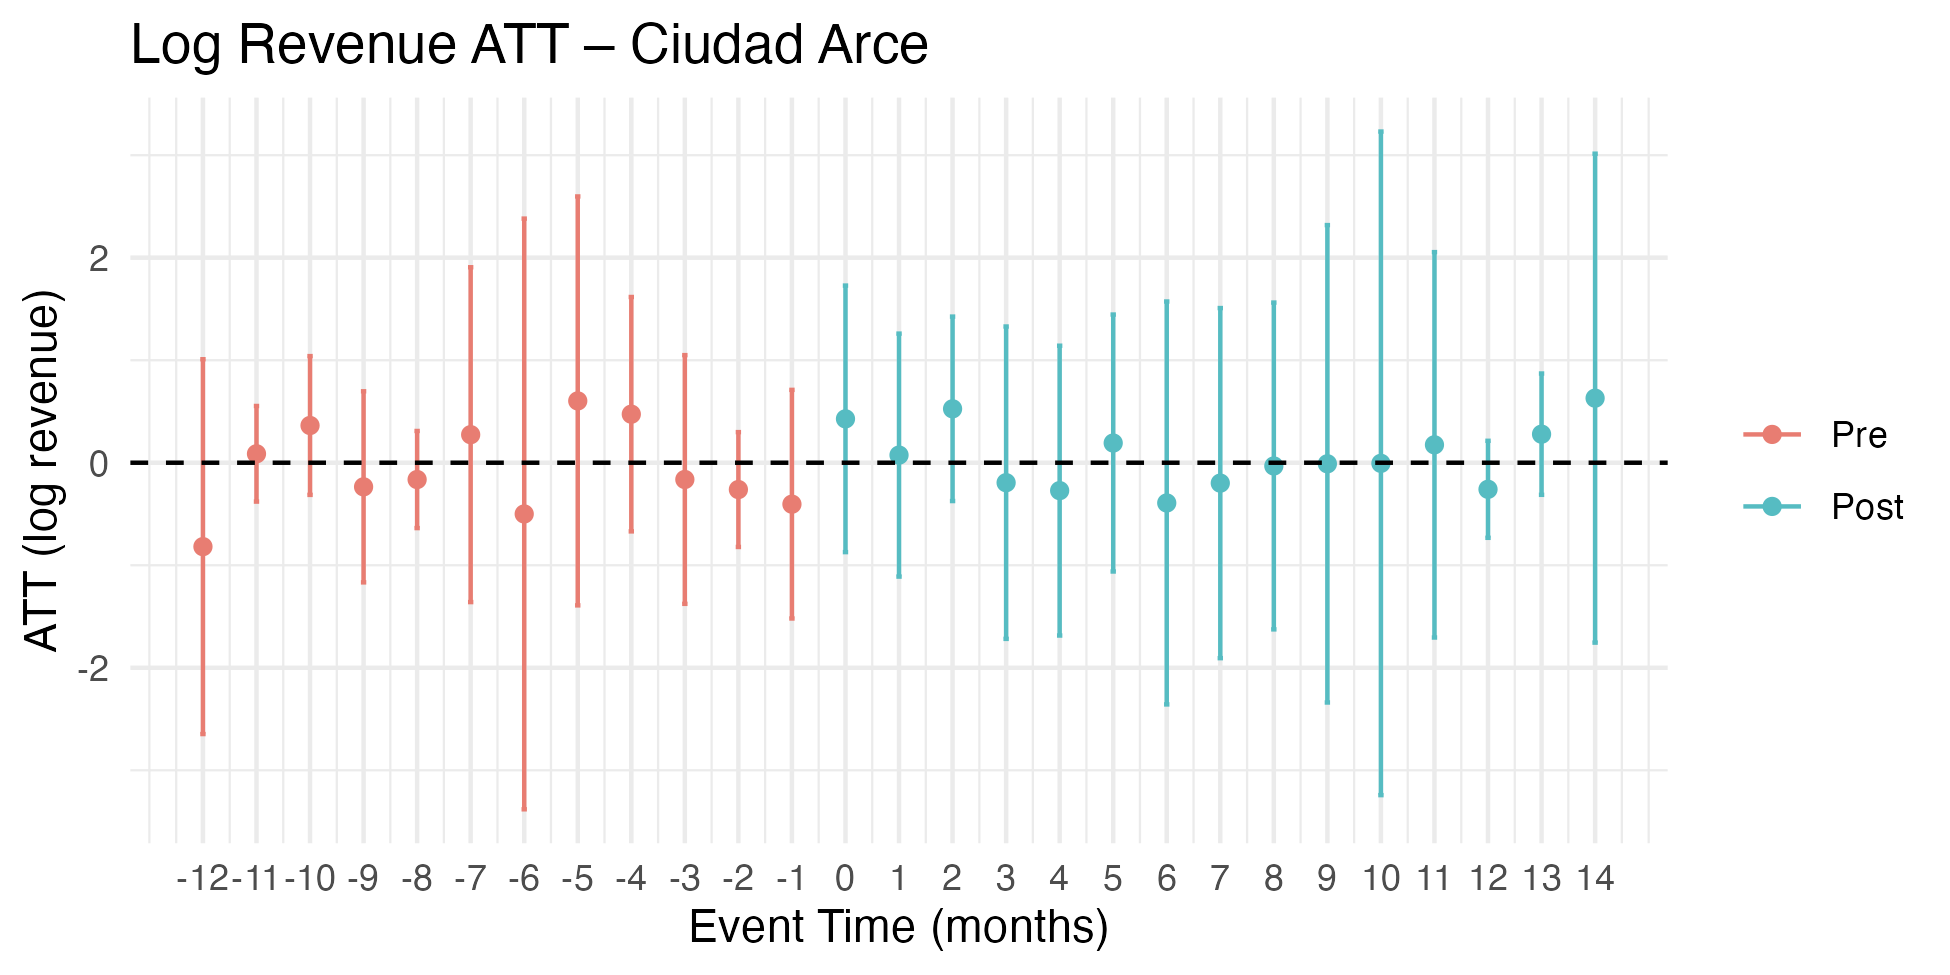 Log Revenue ATT – Ciudad Arce
ATT (log revenue)
2
0
-2
-12 -11 -10 -9 -8 -7 -6 -5 -4 -3 -2 -1 0 1 2 3 4 5 6 7 8 9 10 11 12 13 14
Event Time (months)
Pre
Post